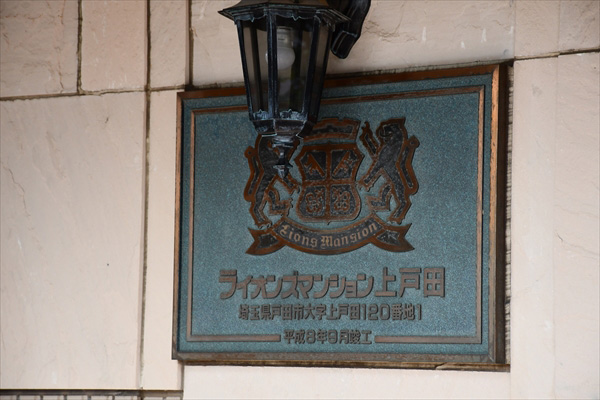 Lions Mansion
ライオンズマンション上戸田
埼玉県戸田市大字上戸田120番地1
平成8年9月竣工